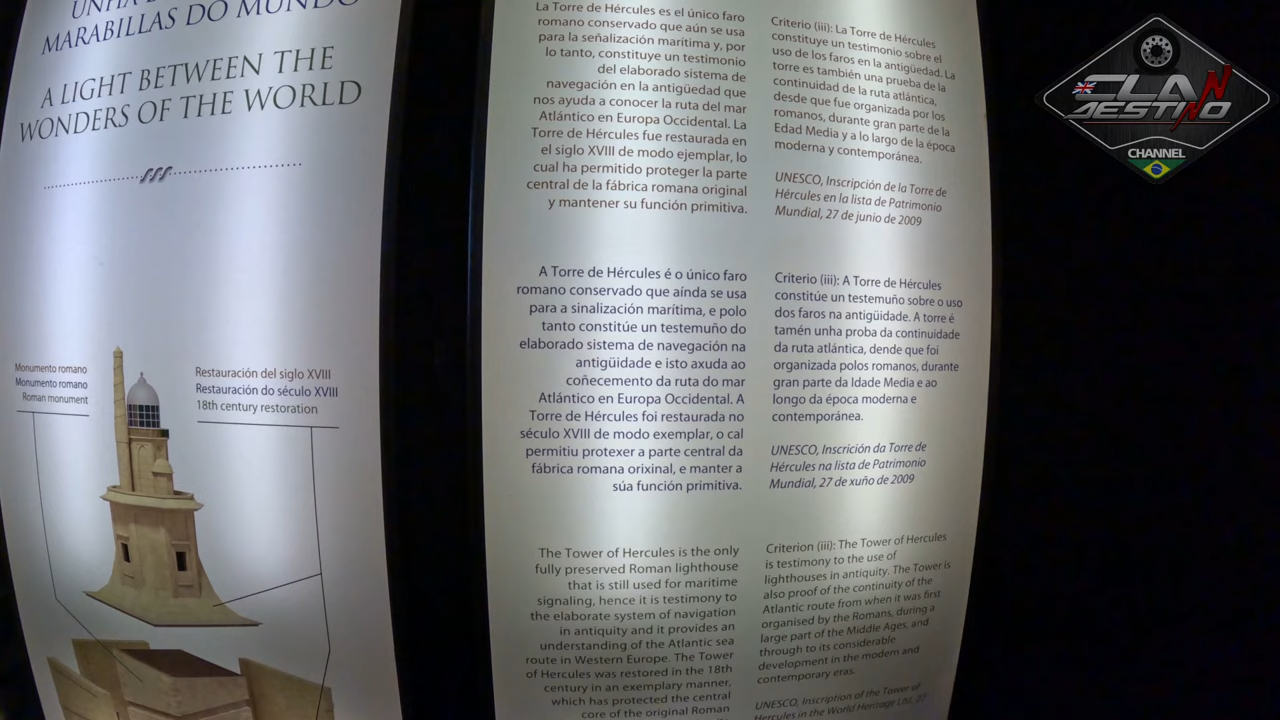 MARABILLAS DO MUNDO
A LIGHT BETWEEN THE
WONDERS OF THE WORLD
Monumento romano
Monumento romano
Roman monument
Restauración del siglo XVIII
Restauración do século XVIII
18th century restoration
La Torre de Hércules es el único faro
romano conservado que aún se usa
para la señalización marítima y, por
lo tanto, constituye un testimonio
del elaborado sistema de
navegación en la antigüedad que
nos ayuda a conocer la ruta del mar
Atlántico en Europa Occidental. La
Torre de Hércules fue restaurada en
el siglo XVIII de modo ejemplar, lo
cual ha permitido proteger la parte
central de la fábrica romana original
y mantener su función primitiva.
Criterio (iii): La Torre de Hércules
constituye un testimonio sobre el
uso de los faros en la antigüedad. La
torre es también una prueba de la
continuidad de la ruta atlántica,
desde que fue organizada por los
romanos, durante gran parte de la
Edad Media y a lo largo de la época
moderna y contemporánea.
UNESCO, Inscripción de la Torre de
Hércules en la lista de Patrimonio
Mundial, 27 de junio de 2009
A Torre de Hércules é o único faro
romano conservado que aínda se usa
para a sinalización marítima, e polo
tanto constitúe un testemuño do
elaborado sistema de navegación na
antigüidade e isto axuda ao
coñecemento da ruta do mar
Atlántico en Europa Occidental. A
Torre de Hércules foi restaurada no
século XVIII de modo exemplar, o cal
permitiu protexer a parte central da
fábrica romana orixinal, e manter a
súa función primitiva.
Criterio (iii): A Torre de Hércules
constitúe un testemuño sobre o uso
dos faros na antigüidade. A torre é
tamén unha proba da continuidade
da ruta atlántica, dende que foi
organizada polos romanos, durante
gran parte da Idade Media e ao
longo da época moderna e
contemporánea.
UNESCO, Inscrición da Torre de
Hércules na lista de Patrimonio
Mundial, 27 de xuño de 2009
The Tower of Hercules is the only
fully preserved Roman lighthouse
that is still used for maritime
signaling, hence it is testimony to
the elaborate system of navigation
in antiquity and it provides an
understanding of the Atlantic sea
route in Western Europe. The Tower
of Hercules was restored in the 18th
century in an exemplary manner,
which has protected the central
core of the original Roman
Criterion (iii): The Tower of Hercules
is testimony to the use of
lighthouses in antiquity. The Tower is
also proof of the continuity of the
Atlantic route from when it was first
organised by the Romans, during a
large part of the Middle Ages, and
through to its considerable
development in the modern and
contemporary eras.
UNESCO, Inscription of the Tower of
Hercules in the World Heritage List, 27
CLAN
DESTINO
CHANNEL